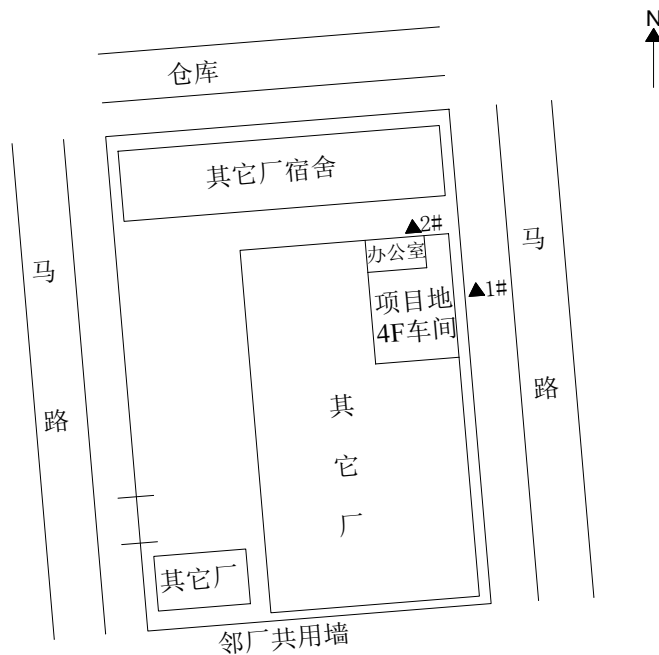 N
仓库
其它厂宿舍
▲2#
办公室
马
路
▲1#
项目地
4F车间
马
路
其
它
厂
其它厂
邻厂共用墙